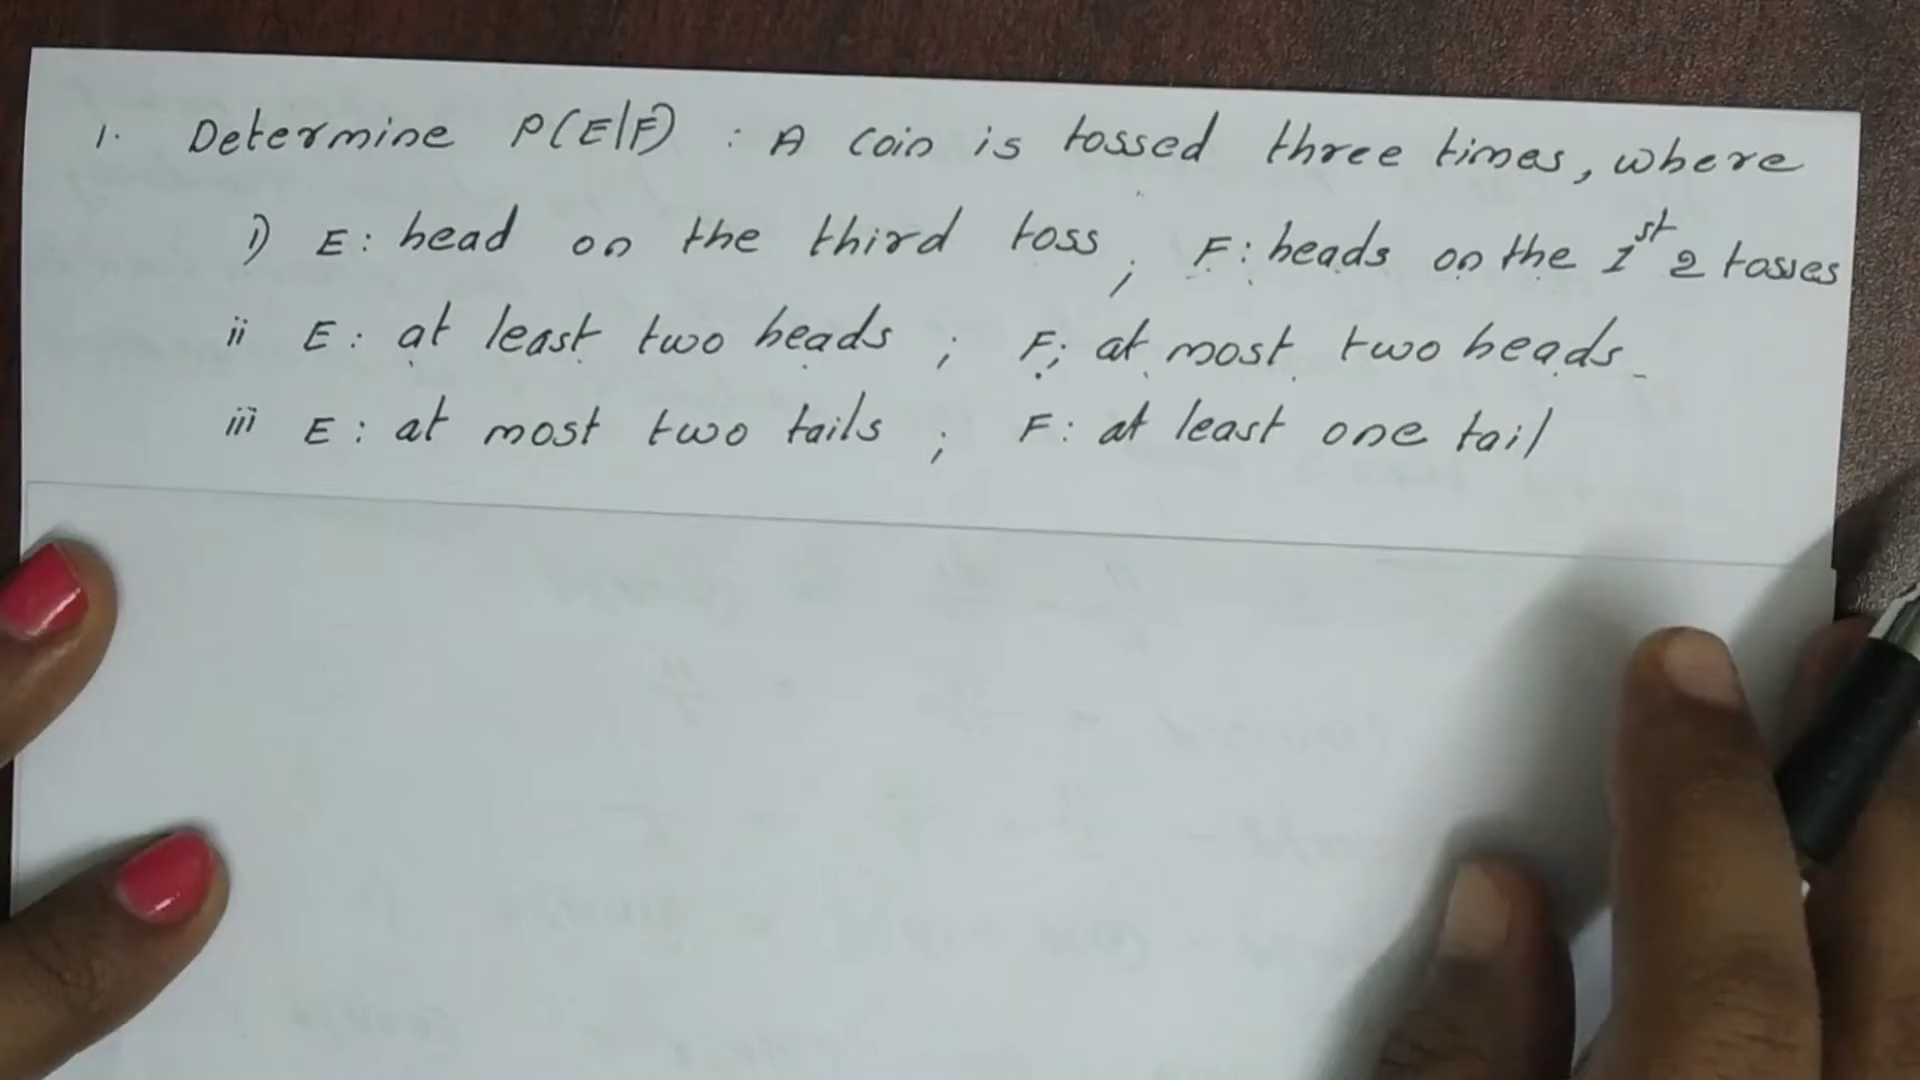 1. Determine P(E|F) : A coin is tossed three times, where
i) E: head on the third toss ; F: heads on the 1st 2 tosses
ii E: at least two heads ; F; at most two heads
iii E: at most two tails ; F: at least one tail